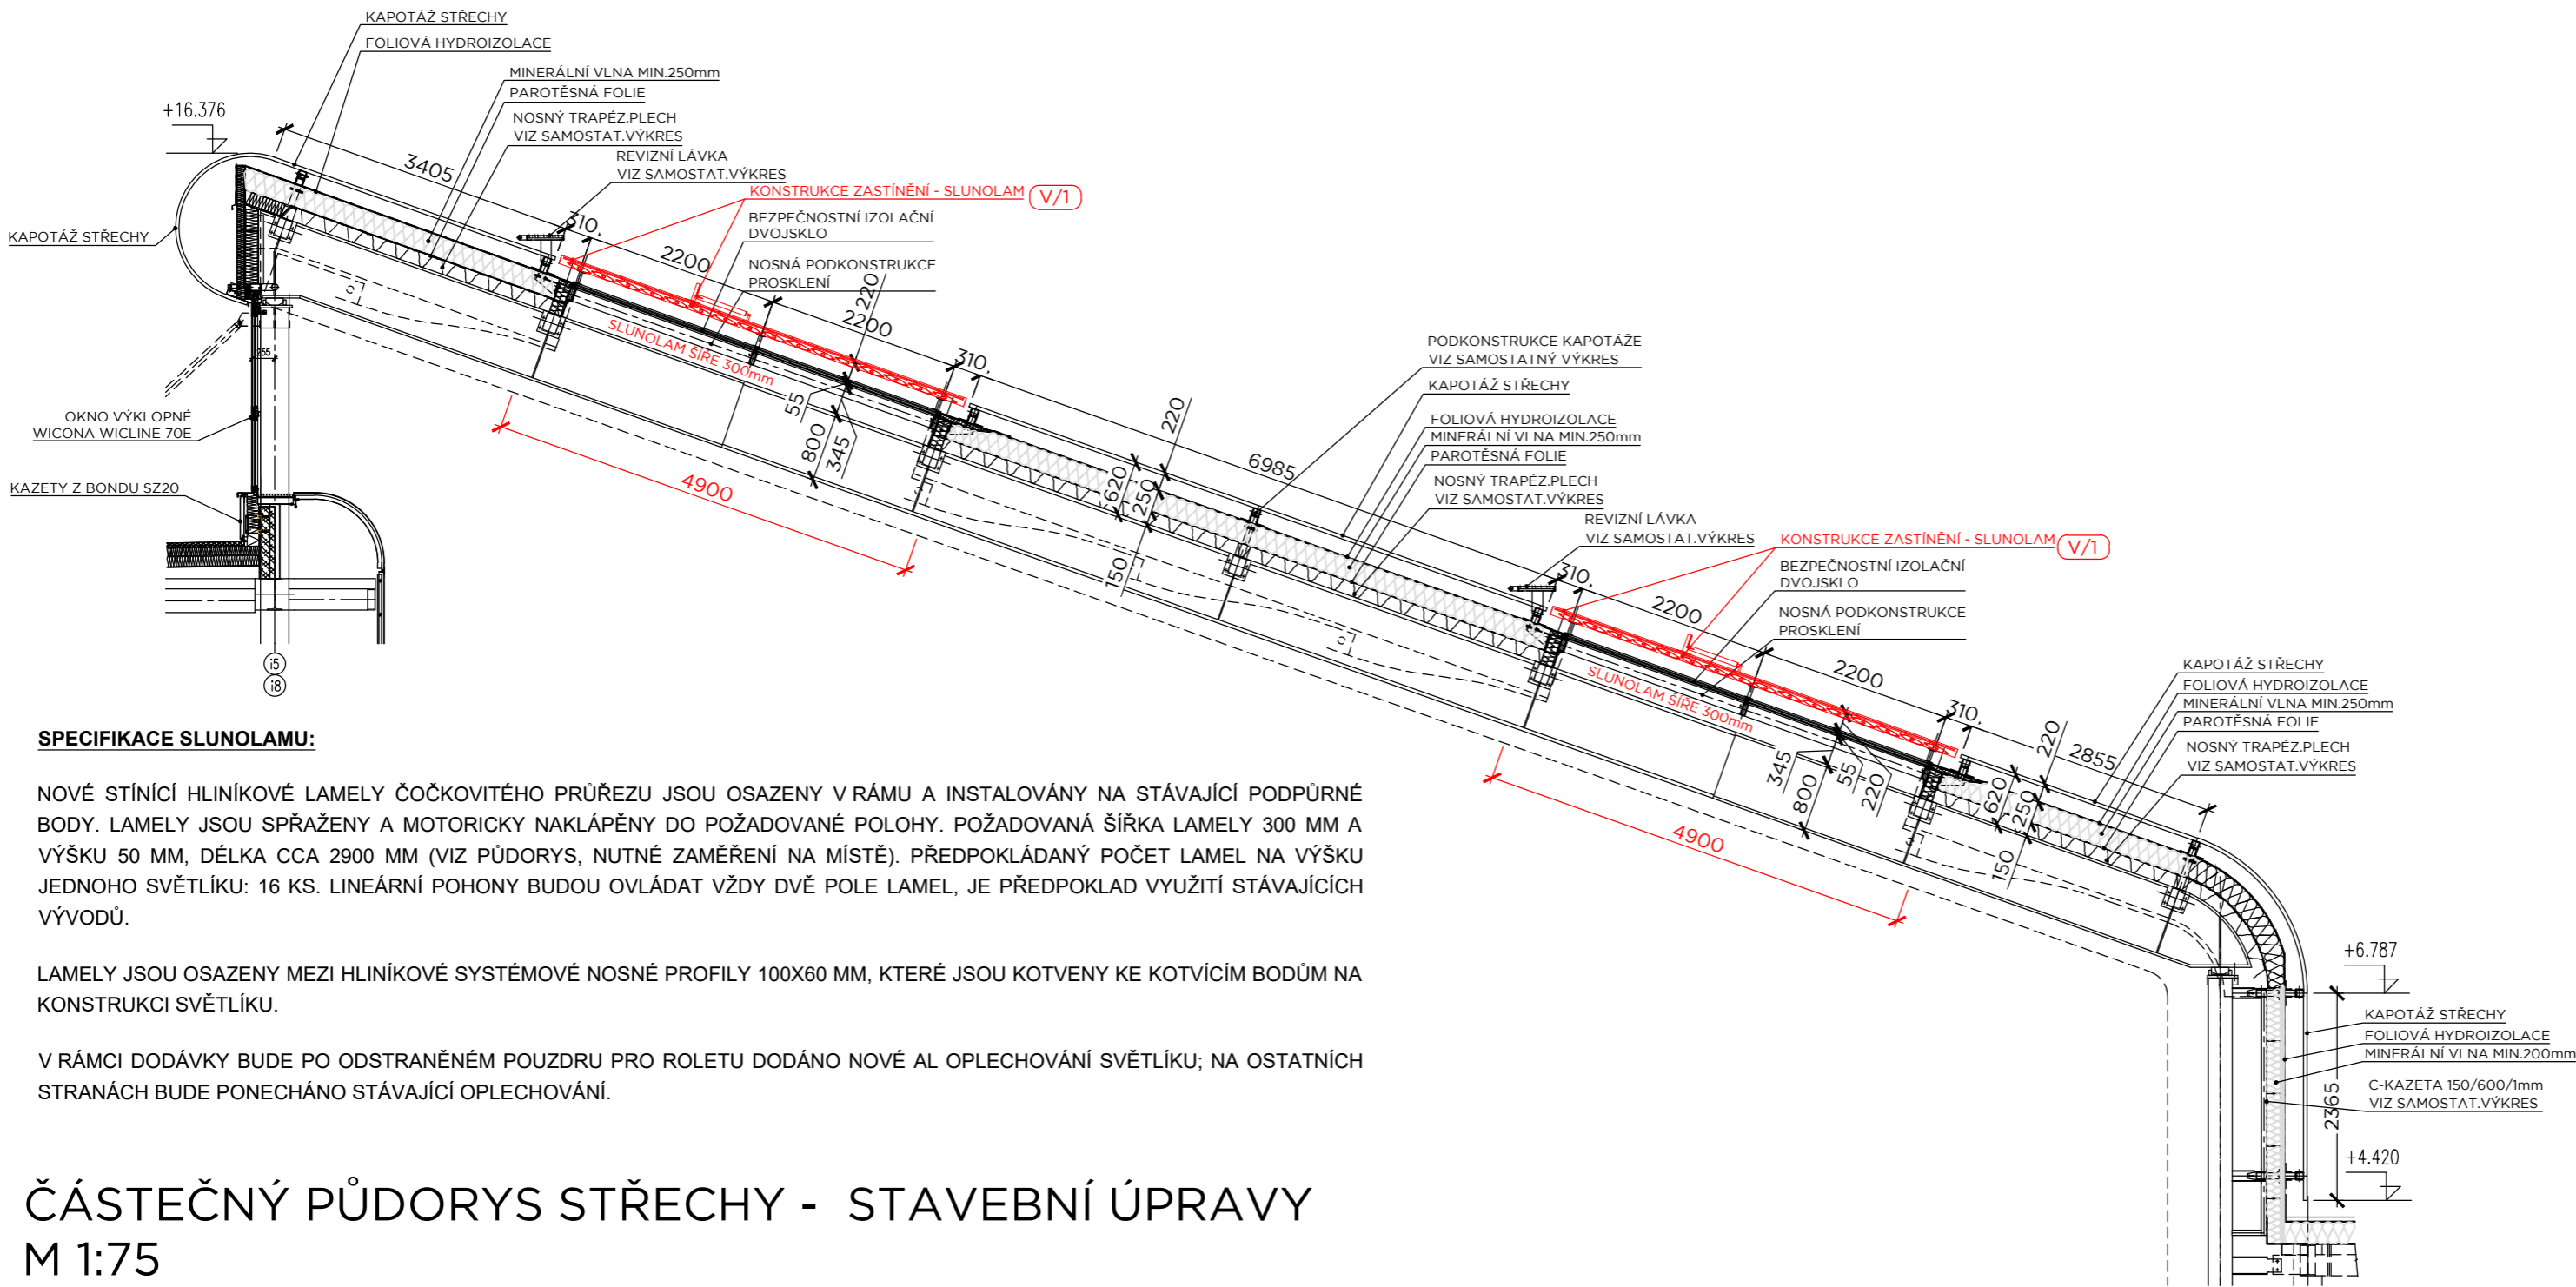 KAPOTÁŽ STŘECHY
FOLIOVÁ HYDROIZOLACE
MINERÁLNÍ VLNA MIN.250mm
PAROTĚSNÁ FOLIE
NOSNÝ TRAPÉZ.PLECH
VIZ SAMOSTAT.VÝKRES
REVIZNÍ LÁVKA
VIZ SAMOSTAT.VÝKRES
KONSTRUKCE ZASTÍNĚNÍ - SLUNOLAM V/1
BEZPEČNOSTNÍ IZOLAČNÍ
DVOJSKLO
NOSNÁ PODKONSTRUKCE
PROSKLENÍ
+16.376
KAPOTÁŽ STŘECHY
3405
310,
2200
2200
220
310,
SLUNOLAM ŠÍŘE 300mm
55
800
345
4900
255
OKNO VÝKLOPNÉ
WICONA WICLINE 70E
KAZETY Z BONDU SZ20
i5
i8
PODKONSTRUKCE KAPOTÁŽE
VIZ SAMOSTATNÝ VÝKRES
KAPOTÁŽ STŘECHY
FOLIOVÁ HYDROIZOLACE
MINERÁLNÍ VLNA MIN.250mm
PAROTĚSNÁ FOLIE
NOSNÝ TRAPÉZ.PLECH
VIZ SAMOSTAT.VÝKRES
220
6985
620
250
150
REVIZNÍ LÁVKA
VIZ SAMOSTAT.VÝKRES
KONSTRUKCE ZASTÍNĚNÍ - SLUNOLAM V/1
BEZPEČNOSTNÍ IZOLAČNÍ
DVOJSKLO
NOSNÁ PODKONSTRUKCE
PROSKLENÍ
310,
2200
2200
310,
SLUNOLAM ŠÍŘE 300mm
345
55
800
220
4900
KAPOTÁŽ STŘECHY
FOLIOVÁ HYDROIZOLACE
MINERÁLNÍ VLNA MIN.250mm
PAROTĚSNÁ FOLIE
NOSNÝ TRAPÉZ.PLECH
VIZ SAMOSTAT.VÝKRES
220
2855
620
250
150
+6.787
KAPOTÁŽ STŘECHY
FOLIOVÁ HYDROIZOLACE
MINERÁLNÍ VLNA MIN.200mm
C-KAZETA 150/600/1mm
VIZ SAMOSTAT.VÝKRES
2365
+4.420
SPECIFIKACE SLUNOLAMU:
NOVÉ STÍNÍCÍ HLINÍKOVÉ LAMELY ČOČKOVITÉHO PRŮŘEZU JSOU OSAZENY V RÁMU A INSTALOVÁNY NA STÁVAJÍCÍ PODPŮRNÉ
BODY. LAMELY JSOU SPŘAŽENY A MOTORICKY NAKLÁPĚNY DO POŽADOVANÉ POLOHY. POŽADOVANÁ ŠÍŘKA LAMELY 300 MM A
VÝŠKU 50 MM, DÉLKA CCA 2900 MM (VIZ PŮDORYS, NUTNÉ ZAMĚŘENÍ NA MÍSTĚ). PŘEDPOKLÁDANÝ POČET LAMEL NA VÝŠKU
JEDNOHO SVĚTLÍKU: 16 KS. LINEÁRNÍ POHONY BUDOU OVLÁDAT VŽDY DVĚ POLE LAMEL, JE PŘEDPOKLAD VYUŽITÍ STÁVAJÍCÍCH
VÝVODŮ.
LAMELY JSOU OSAZENY MEZI HLINÍKOVÉ SYSTÉMOVÉ NOSNÉ PROFILY 100X60 MM, KTERÉ JSOU KOTVENY KE KOTVÍCÍM BODŮM NA
KONSTRUKCI SVĚTLÍKU.
V RÁMCI DODÁVKY BUDE PO ODSTRANĚNÉM POUZDRU PRO ROLETU DODÁNO NOVÉ AL OPLECHOVÁNÍ SVĚTLÍKU; NA OSTATNÍCH
STRANÁCH BUDE PONECHÁNO STÁVAJÍCÍ OPLECHOVÁNÍ.
ČÁSTEČNÝ PŮDORYS STŘECHY - STAVEBNÍ ÚPRAVY
M 1:75